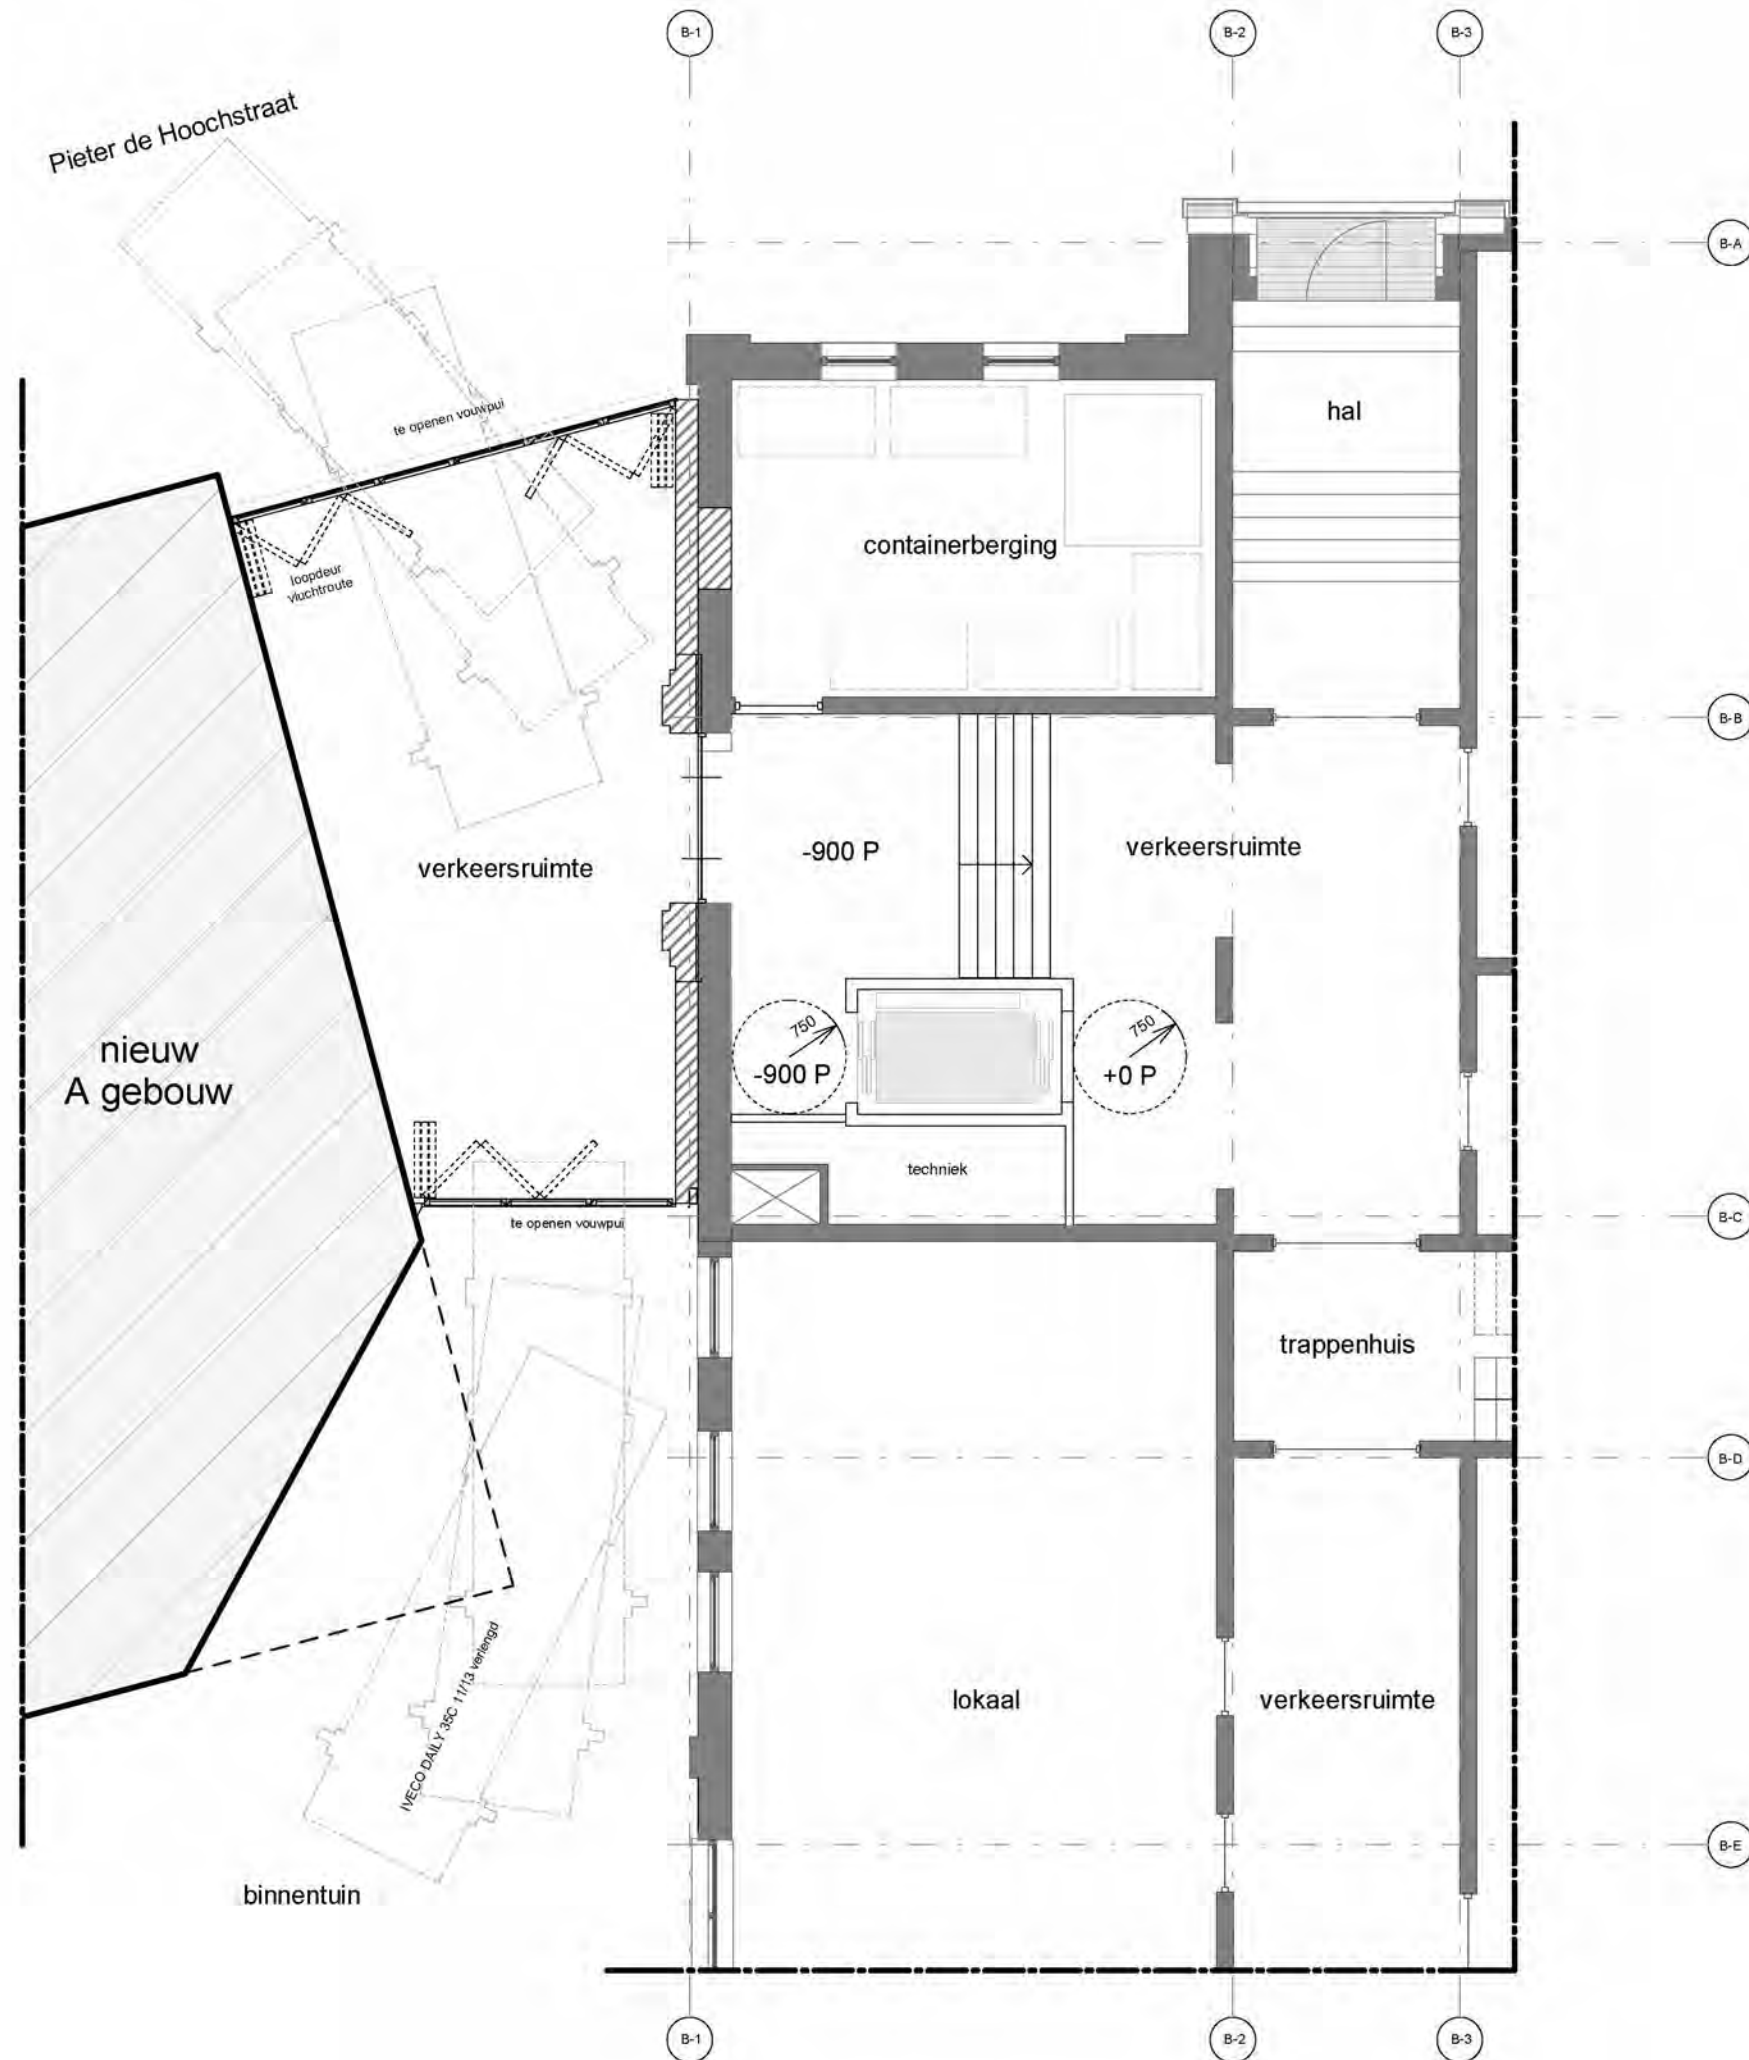 B-1
B-2
B-3
Pieter de Hoochstraat
B-A
te openen vouwpui
hal
containerberging
loopdeur
vluchtroute
B-B
-900 P
verkeersruimte
verkeersruimte
750
750
nieuw
A gebouw
-900 P
+0 P
techniek
te openen vouwpui
B-C
trappenhuis
B-D
IVECO DAILY 35C 11/13 verlengd
lokaal
verkeersruimte
B-E
binnentuin
B-1
B-2
B-3